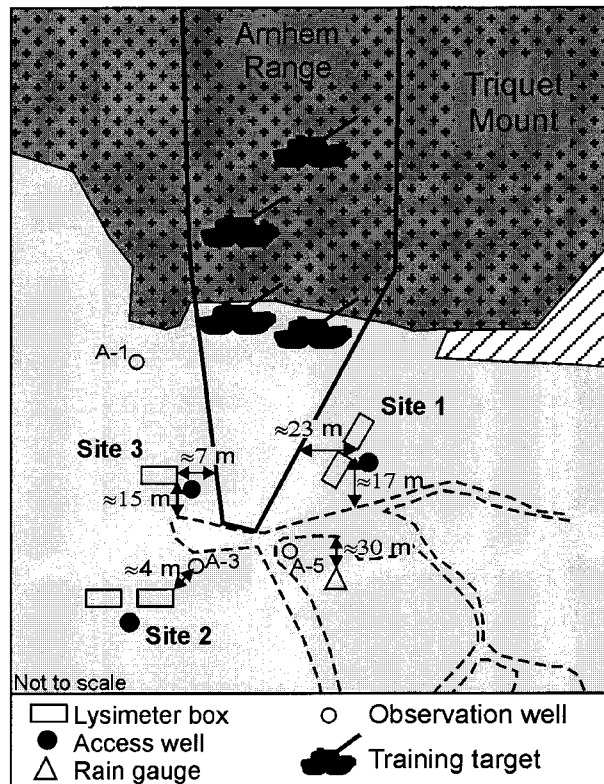 Arnhem
Range
Triquet
Mount
A-1
Site 1
≈23 m
Site 3
≈7 m
≈17 m
≈15 m
≈30 m
A-3
A-5
≈4 m
Site 2
Not to scale
Lysimeter box
Observation well
Access well
Rain gauge
Training target